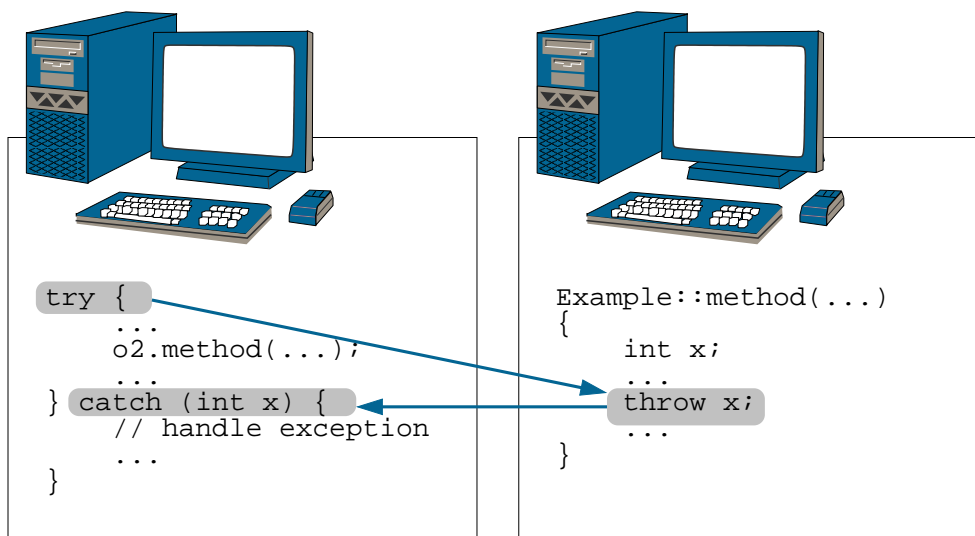 try {
...
o2.method(...);
...
} catch (int x) {
// handle exception
...
}
Example::method(...)
{
int x;
...
throw x;
...
}